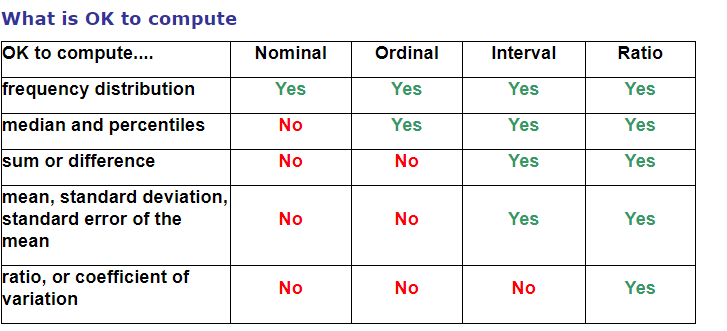 What is OK to compute
OK to compute.... Nominal Ordinal Interval Ratio
frequency distribution Yes Yes Yes Yes
median and percentiles No Yes Yes Yes
sum or difference No No Yes Yes
mean, standard deviation,
standard error of the No No Yes Yes
mean
ratio, or coefficient of
variation No No No Yes